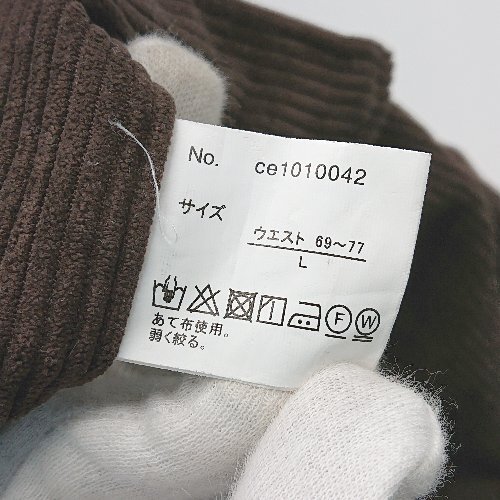 No. ce1010042
サイズ ウエスト 69〜77
L
F W
あて布使用。
弱く絞る。